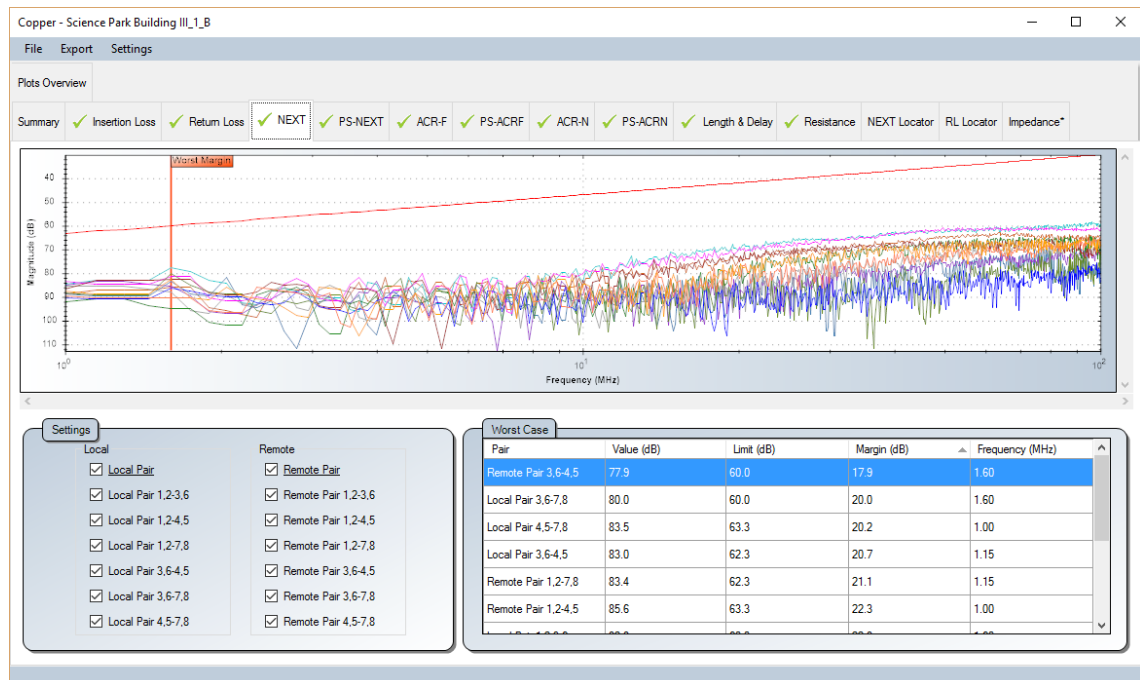 Copper - Science Park Building III_1_B
File Export Settings
Plots Overview
Summary Insertion Loss Return Loss NEXT PS-NEXT ACR-F PS-ACRF ACR-N PS-ACRN Length & Delay Resistance NEXT Locator RL Locator Impedance*
Worst Margin
Magnitude (dB)
40
50
60
70
80
90
100
110
10^0 10^1 10^2
Frequency (MHz)
Settings
Local Remote
Local Pair Remote Pair
Local Pair 1,2-3,6 Remote Pair 1,2-3,6
Local Pair 1,2-4,5 Remote Pair 1,2-4,5
Local Pair 1,2-7,8 Remote Pair 1,2-7,8
Local Pair 3,6-4,5 Remote Pair 3,6-4,5
Local Pair 3,6-7,8 Remote Pair 3,6-7,8
Local Pair 4,5-7,8 Remote Pair 4,5-7,8
Worst Case
Pair Value (dB) Limit (dB) Margin (dB) Frequency (MHz)
Remote Pair 3,6-4,5 77.9 60.0 17.9 1.60
Local Pair 3,6-7,8 80.0 60.0 20.0 1.60
Local Pair 4,5-7,8 83.5 63.3 20.2 1.00
Local Pair 3,6-4,5 83.0 62.3 20.7 1.15
Remote Pair 1,2-7,8 83.4 62.3 21.1 1.15
Remote Pair 1,2-4,5 85.6 63.3 22.3 1.00